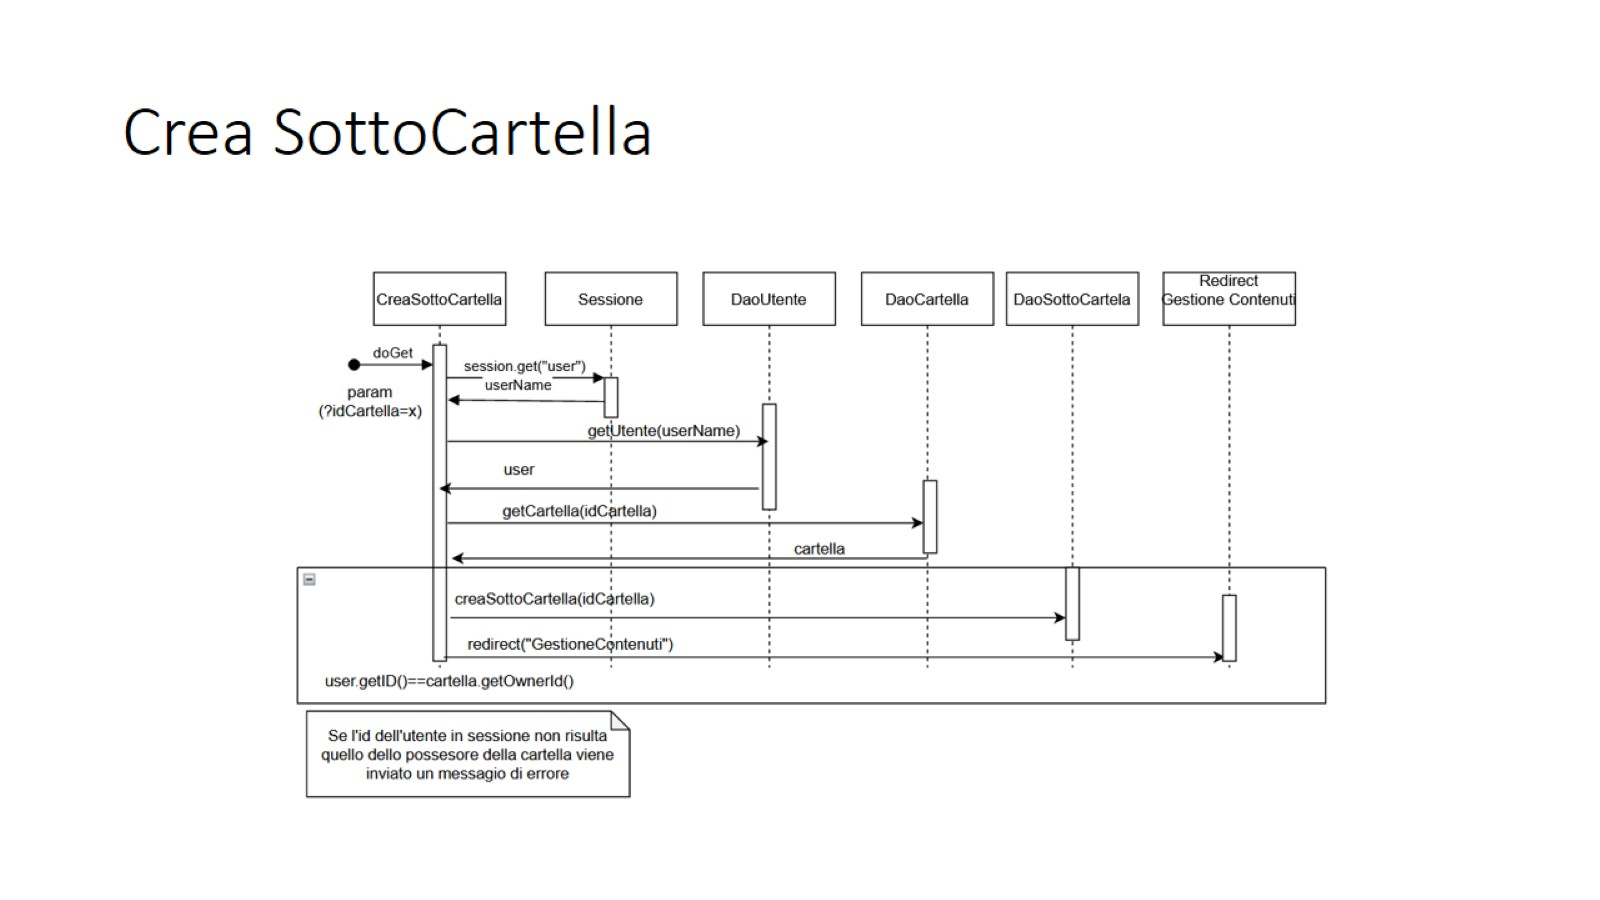 Crea SottoCartella
CreaSottoCartella
Sessione
DaoUtente
DaoCartella
DaoSottoCartela
Redirect
Gestione Contenuti
doGet
param
(?idCartella=x)
session.get("user")
userName
getUtente(userName)
user
getCartella(idCartella)
cartella
creaSottoCartella(idCartella)
redirect("GestioneContenuti")
user.getID()==cartella.getOwnerId()
Se l'id dell'utente in sessione non risulta
quello dello possesore della cartella viene
inviato un messagio di errore